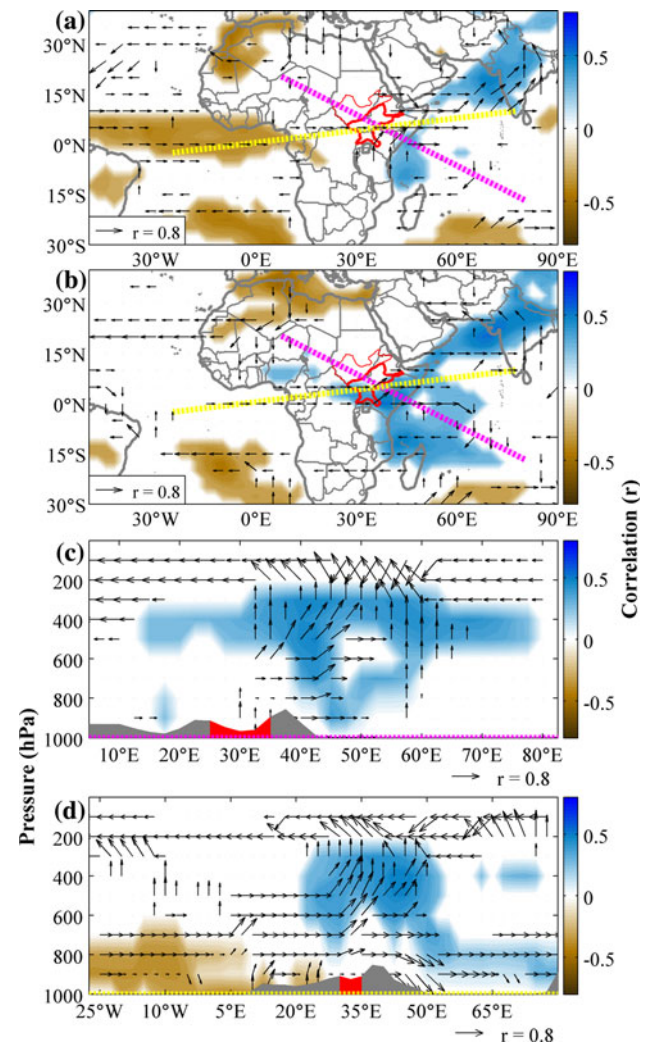 (a)
30°N
15°N
0°N
15°S
30°S
r = 0.8
30°W 0°E 30°E 60°E 90°E
0.5
0
-0.5
(b)
30°N
15°N
0°N
15°S
30°S
r = 0.8
30°W 0°E 30°E 60°E 90°E
0.5
0
-0.5
Correlation (r)
Pressure (hPa)
(c)
200
400
600
800
1000
10°E 20°E 30°E 40°E 50°E 60°E 70°E 80°E
r = 0.8
0.5
0
-0.5
(d)
200
400
600
800
1000
25°W 10°W 5°E 20°E 35°E 50°E 65°E
r = 0.8
0.5
0
-0.5